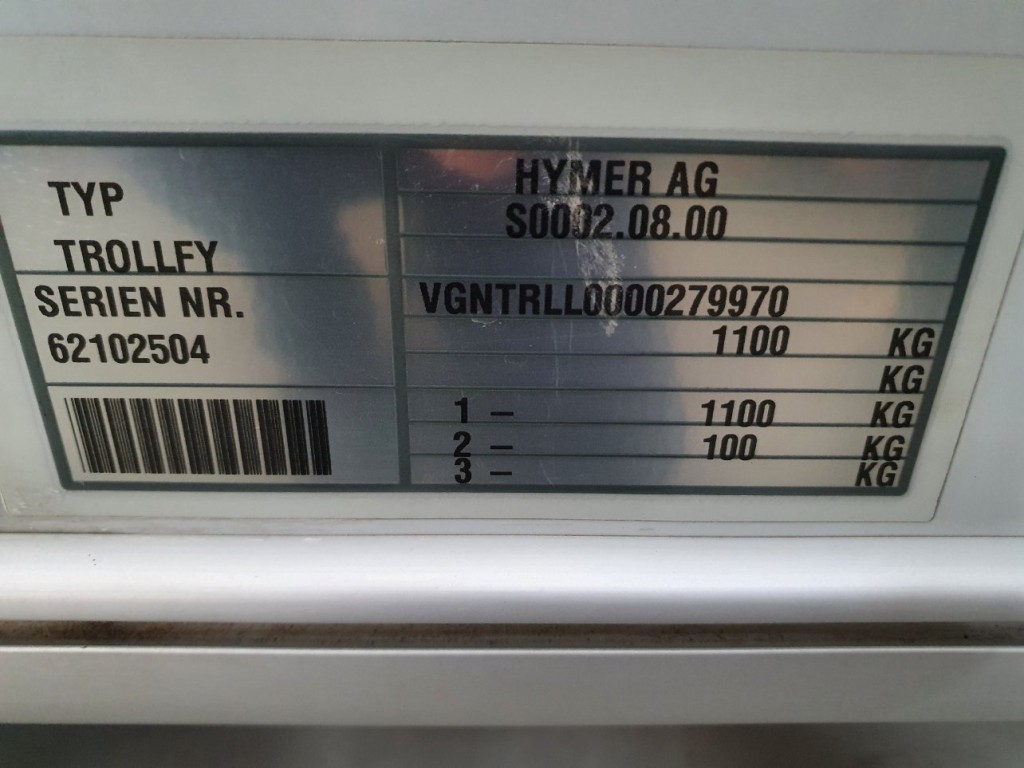 TYP
TROLLFY
SERIEN NR.
62102504
HYMER AG
S0002.08.00
VGNTRLL0000279970
1100 KG
KG
1 – 1100 KG
2 – 100 KG
3 – KG